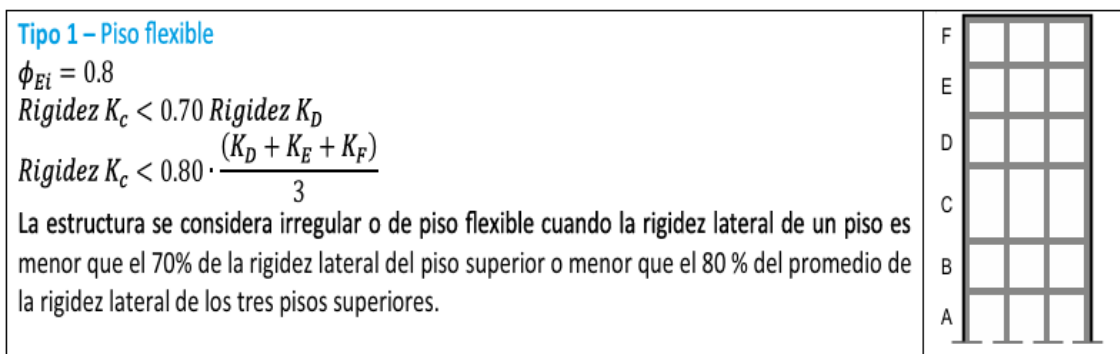 Tipo 1 – Piso flexible
ϕ_{Ei} = 0.8
Rigidez K_c < 0.70 Rigidez K_D
Rigidez K_c < 0.80 · \frac{(K_D + K_E + K_F)}{3}
La estructura se considera irregular o de piso flexible cuando la rigidez lateral de un piso es
menor que el 70% de la rigidez lateral del piso superior o menor que el 80 % del promedio de
la rigidez lateral de los tres pisos superiores.
F
E
D
C
B
A